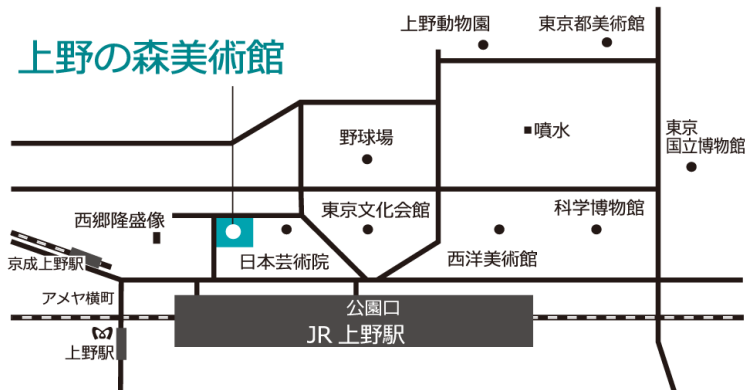 上野動物園
東京都美術館
上野の森美術館
野球場
噴水
東京
国立博物館
西郷隆盛像
東京文化会館
科学博物館
日本芸術院
西洋美術館
京成上野駅
アメヤ横町
公園口
JR 上野駅
上野駅